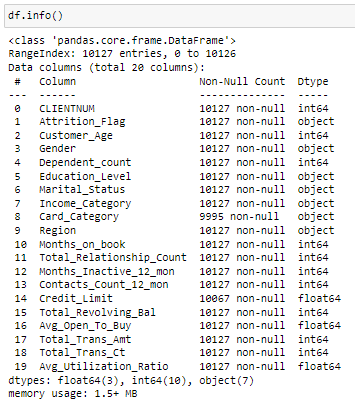 df.info()
<class 'pandas.core.frame.DataFrame'>
RangeIndex: 10127 entries, 0 to 10126
Data columns (total 20 columns):
 #   Column                    Non-Null Count  Dtype
---  ------                    --------------  -----
 0   CLIENTNUM                 10127 non-null  int64
 1   Attrition_Flag            10127 non-null  object
 2   Customer_Age              10127 non-null  int64
 3   Gender                    10127 non-null  object
 4   Dependent_count           10127 non-null  int64
 5   Education_Level           10127 non-null  object
 6   Marital_Status            10127 non-null  object
 7   Income_Category           10127 non-null  object
 8   Card_Category             9995 non-null   object
 9   Region                    10127 non-null  object
 10  Months_on_book            10127 non-null  int64
 11  Total_Relationship_Count  10127 non-null  int64
 12  Months_Inactive_12_mon    10127 non-null  int64
 13  Contacts_Count_12_mon     10127 non-null  int64
 14  Credit_Limit              10067 non-null  float64
 15  Total_Revolving_Bal       10127 non-null  int64
 16  Avg_Open_To_Buy           10127 non-null  float64
 17  Total_Trans_Amt           10127 non-null  int64
 18  Total_Trans_Ct            10127 non-null  int64
 19  Avg_Utilization_Ratio     10127 non-null  float64
dtypes: float64(3), int64(10), object(7)
memory usage: 1.5+ MB